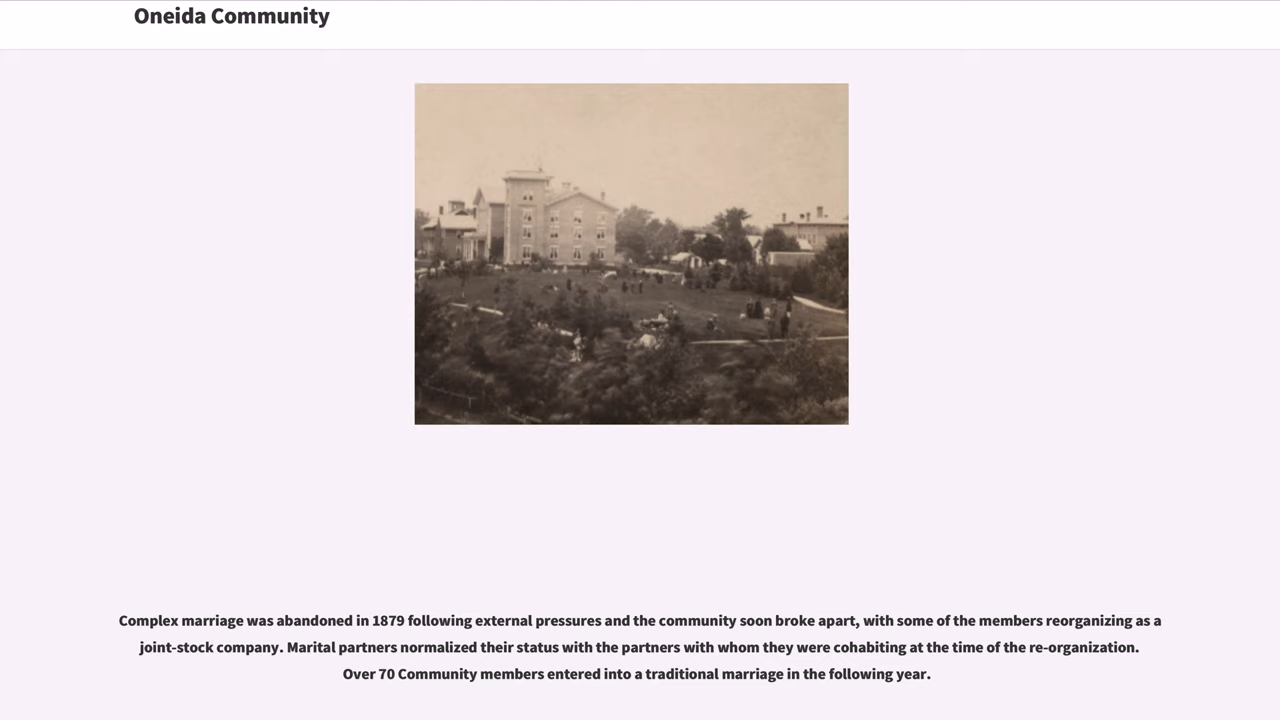 Oneida Community
Complex marriage was abandoned in 1879 following external pressures and the community soon broke apart, with some of the members reorganizing as a
joint-stock company. Marital partners normalized their status with the partners with whom they were cohabiting at the time of the re-organization.
Over 70 Community members entered into a traditional marriage in the following year.